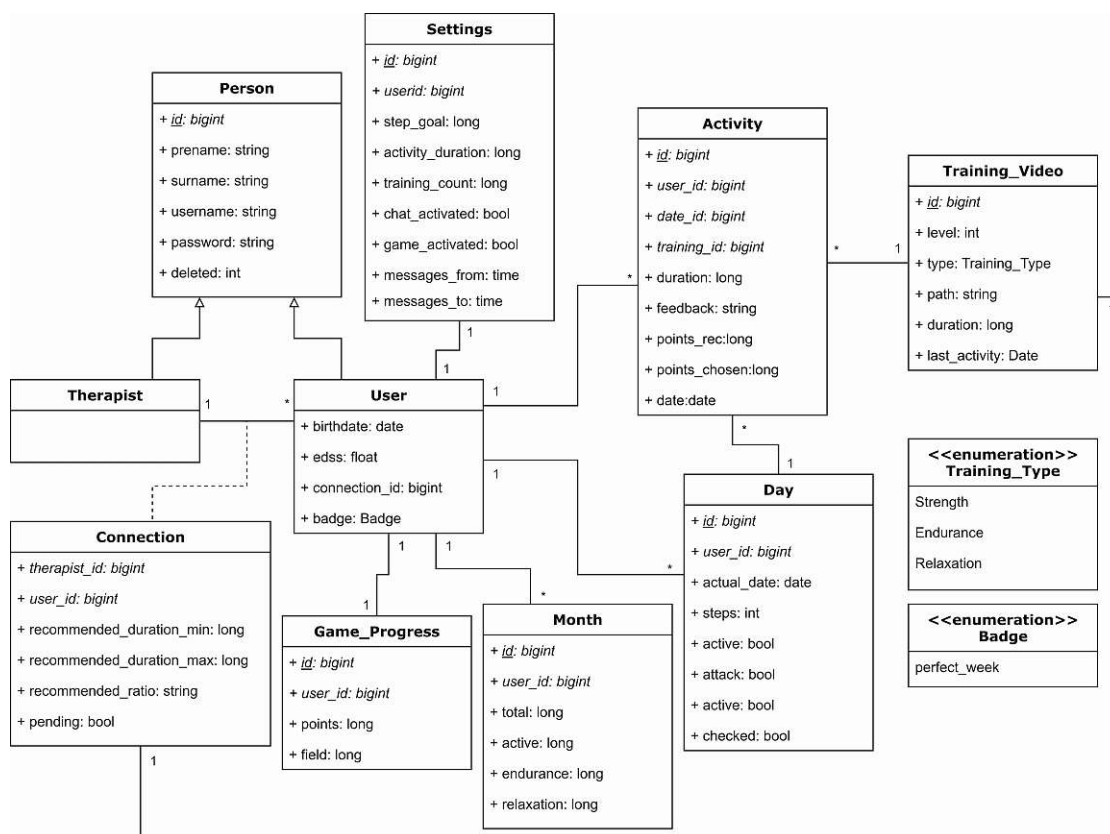 Settings
+ id: bigint
+ userid: bigint
+ step_goal: long
+ activity_duration: long
+ training_count: long
+ chat_activated: bool
+ game_activated: bool
+ messages_from: time
+ messages_to: time
1
Person
+ id: bigint
+ prename: string
+ surname: string
+ username: string
+ password: string
+ deleted: int
Activity
+ id: bigint
+ user_id: bigint
+ date_id: bigint
+ training_id: bigint
+ duration: long
+ feedback: string
+ points_rec:long
+ points_chosen:long
+ date:date
*
*
1
*
Training_Video
+ id: bigint
+ level: int
+ type: Training_Type
+ path: string
+ duration: long
+ last_activity: Date
Therapist
1
*
User
+ birthdate: date
+ edss: float
+ connection_id: bigint
+ badge: Badge
1
1
1
1
1
Connection
+ therapist_id: bigint
+ user_id: bigint
+ recommended_duration_min: long
+ recommended_duration_max: long
+ recommended_ratio: string
+ pending: bool
1
1
Game_Progress
+ id: bigint
+ user_id: bigint
+ points: long
+ field: long
*
Month
+ id: bigint
+ user_id: bigint
+ total: long
+ active: long
+ endurance: long
+ relaxation: long
1
*
Day
+ id: bigint
+ user_id: bigint
+ actual_date: date
+ steps: int
+ active: bool
+ attack: bool
+ active: bool
+ checked: bool
<<enumeration>>
Training_Type
Strength
Endurance
Relaxation
<<enumeration>>
Badge
perfect_week